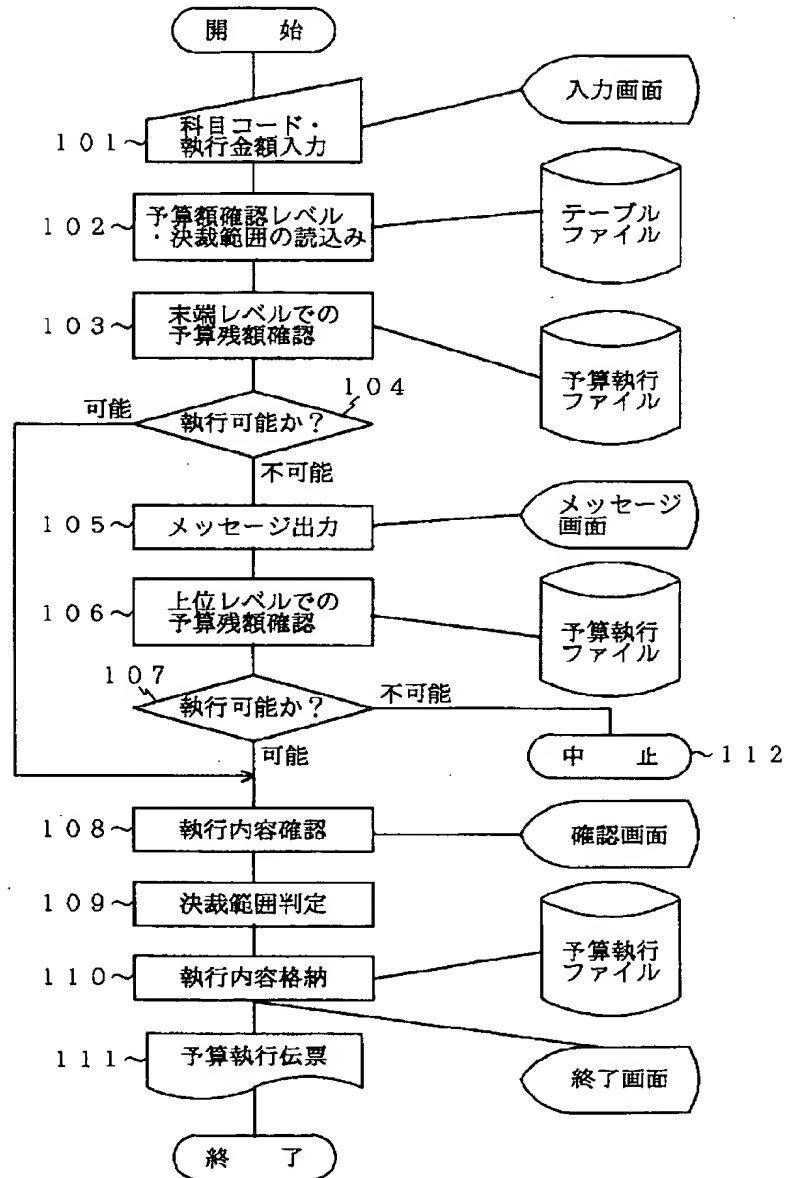 開　始
101～
科目コード・
執行金額入力
入力画面
102～
予算額確認レベル
・決裁範囲の読込み
テーブル
ファイル
103～
末端レベルでの
予算残額確認
予算執行
ファイル
104
可能
執行可能か？
不可能
105～
メッセージ出力
メッセージ
画面
106～
上位レベルでの
予算残額確認
予算執行
ファイル
107
執行可能か？
不可能
可能
中　止
～112
108～
執行内容確認
確認画面
109～
決裁範囲判定
110～
執行内容格納
予算執行
ファイル
111～
予算執行伝票
終了画面
終　了